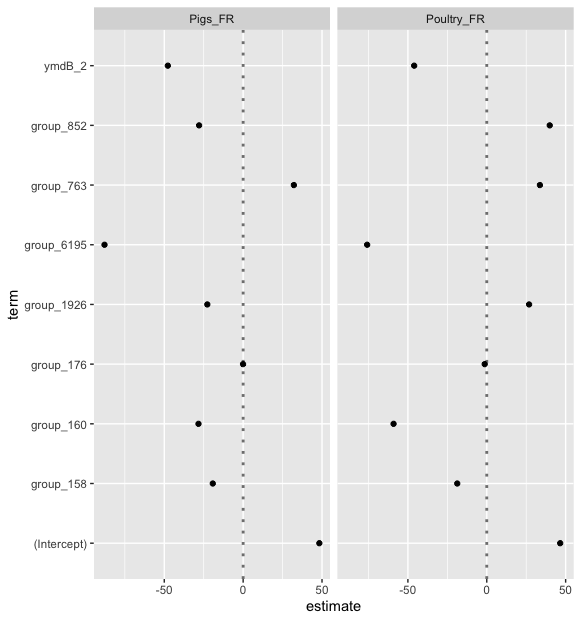 Pigs_FR Poultry_FR
ymdB_2
group_852
group_763
group_6195
group_1926
group_176
group_160
group_158
(Intercept)
term
-50 0 50 -50 0 50
estimate